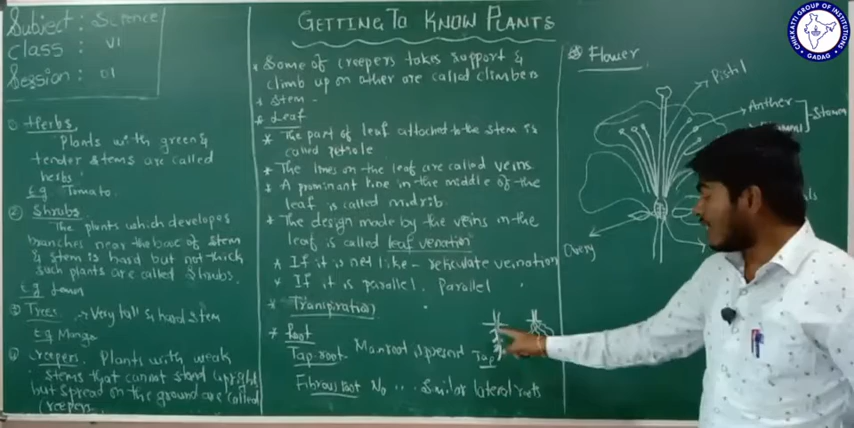 Subject : Science
Class : VI
Session : 01
① Herbs
Plants with green &
tender stems are called
herbs
Eg Tomato.
② Shrubs
The plants which developes
branches near the base of stem
& stem is hard but not thick
such plants are called Shrubs.
Eg
③ Trees :- Very tall & hard stem
Eg Mango
④ Creepers : Plants with weak
stems that cannot stand upright
but spread on the ground are called
Creepers.
GETTING TO KNOW PLANTS
* Some of creepers takes support &
climb up on other are called climbers
* Stem -
* Leaf
* The part of leaf attached to the stem is
called petiole
* The lines on the leaf are called veins
* A prominant line in the middle of the
leaf is called midrib.
* The design made by the veins in the
leaf is called leaf venation
* If it is net like - reticulate veination
* If it is parallel. Parallel "
* Transpiration
* Root
Tap root - Main root is present Tap
Fibrous root No ... Similar lateral roots
Flower
Pistil
Anther
Stamen
Ovary
CHIKKATTI GROUP OF INSTITUTIONS
GADAG